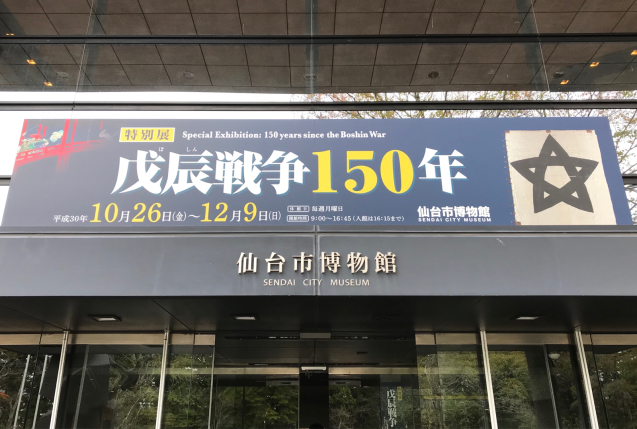 特別展 Special Exhibition: 150 years since the Boshin War
ぼしん
戊辰戦争150年
平成30年 10月26日(金)～12月9日(日)
休館日 毎週月曜日
開館時間 9:00～16:45(入館は16:15まで)
仙台市博物館
SENDAI CITY MUSEUM
仙台市博物館
SENDAI CITY MUSEUM
戊辰戦争